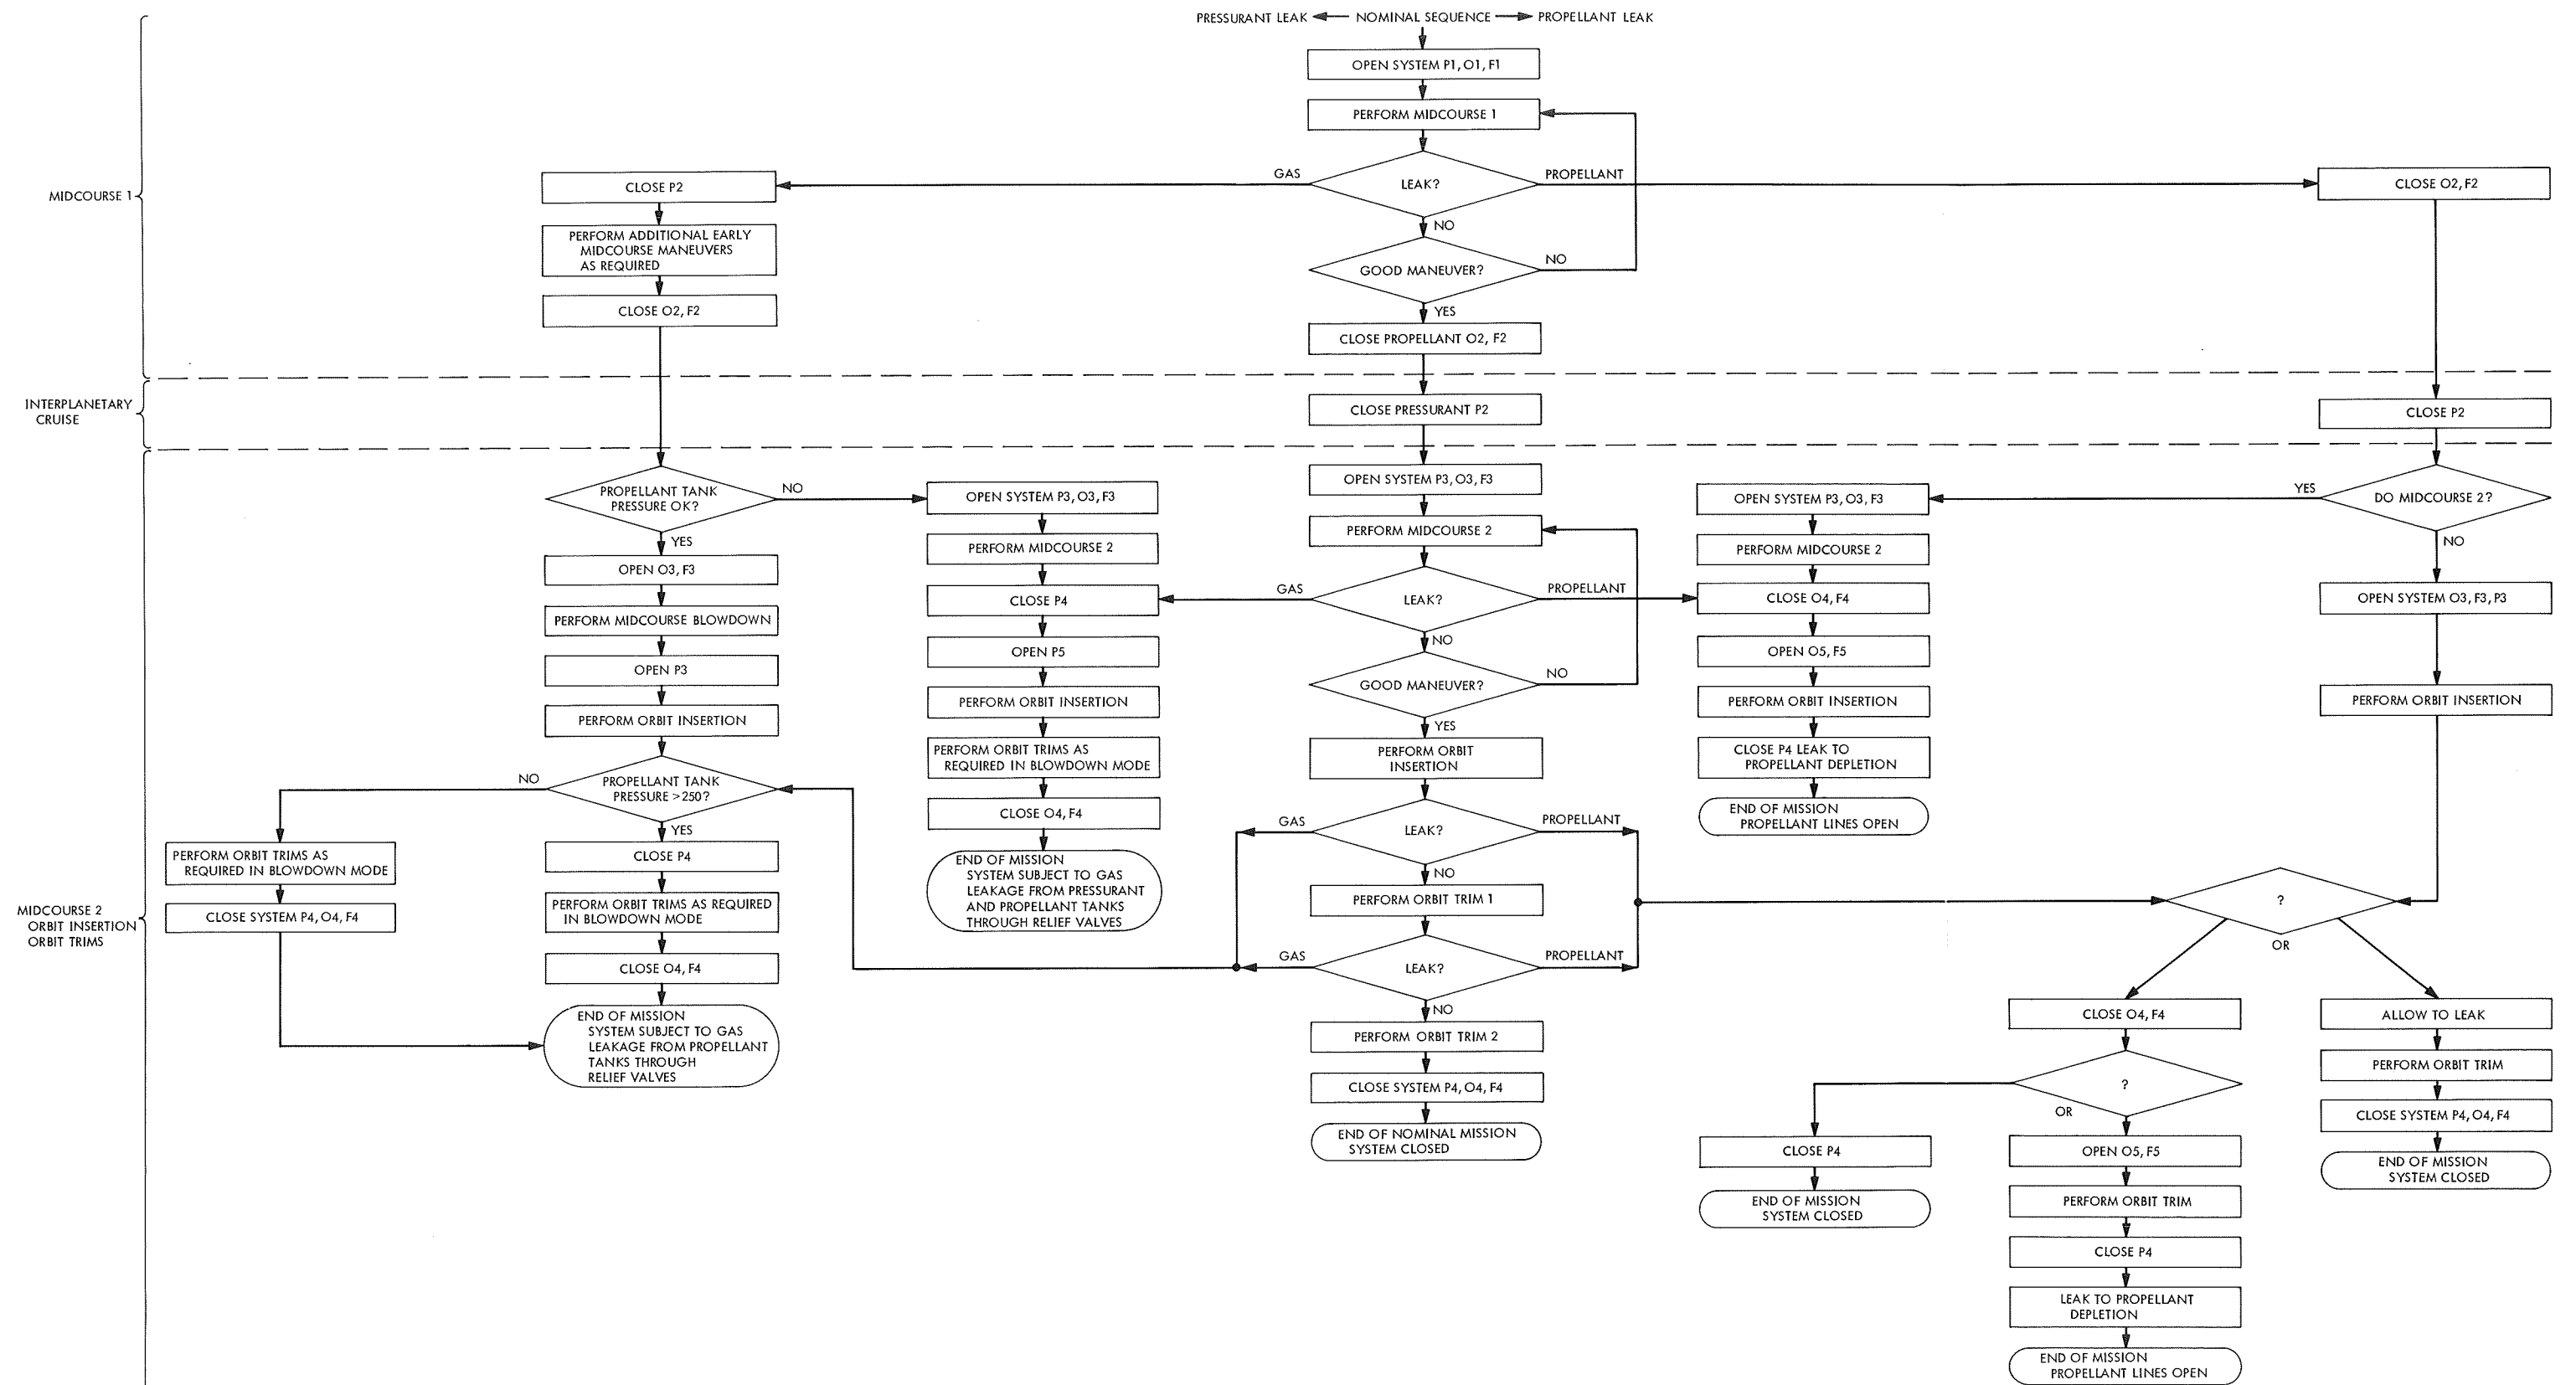 PRESSURANT LEAK NOMINAL SEQUENCE PROPELLANT LEAK
OPEN SYSTEM P1, O1, F1
PERFORM MIDCOURSE 1
GAS
LEAK?
PROPELLANT
NO
GOOD MANEUVER?
NO
YES
CLOSE PROPELLANT O2, F2
MIDCOURSE 1
CLOSE P2
PERFORM ADDITIONAL EARLY
MIDCOURSE MANEUVERS
AS REQUIRED
CLOSE O2, F2
CLOSE O2, F2
INTERPLANETARY
CRUISE
CLOSE PRESSURANT P2
CLOSE P2
MIDCOURSE 2
ORBIT INSERTION
ORBIT TRIMS
PROPELLANT TANK
PRESSURE OK?
NO
YES
OPEN O3, F3
PERFORM MIDCOURSE BLOWDOWN
OPEN P3
PERFORM ORBIT INSERTION
PROPELLANT TANK
PRESSURE >250?
NO
YES
PERFORM ORBIT TRIMS AS
REQUIRED IN BLOWDOWN MODE
CLOSE SYSTEM P4, O4, F4
CLOSE P4
PERFORM ORBIT TRIMS AS REQUIRED
IN BLOWDOWN MODE
CLOSE O4, F4
END OF MISSION
SYSTEM SUBJECT TO GAS
LEAKAGE FROM PROPELLANT
TANKS THROUGH
RELIEF VALVES
OPEN SYSTEM P3, O3, F3
PERFORM MIDCOURSE 2
CLOSE P4
OPEN P5
PERFORM ORBIT INSERTION
PERFORM ORBIT TRIMS AS
REQUIRED IN BLOWDOWN MODE
CLOSE O4, F4
END OF MISSION
SYSTEM SUBJECT TO GAS
LEAKAGE FROM PRESSURANT
AND PROPELLANT TANKS
THROUGH RELIEF VALVES
OPEN SYSTEM P3, O3, F3
PERFORM MIDCOURSE 2
GAS
LEAK?
PROPELLANT
NO
GOOD MANEUVER?
NO
YES
PERFORM ORBIT
INSERTION
GAS
LEAK?
PROPELLANT
NO
PERFORM ORBIT TRIM 1
GAS
LEAK?
PROPELLANT
NO
PERFORM ORBIT TRIM 2
CLOSE SYSTEM P4, O4, F4
END OF NOMINAL MISSION
SYSTEM CLOSED
OPEN SYSTEM P3, O3, F3
PERFORM MIDCOURSE 2
CLOSE O4, F4
OPEN O5, F5
PERFORM ORBIT INSERTION
CLOSE P4 LEAK TO
PROPELLANT DEPLETION
END OF MISSION
PROPELLANT LINES OPEN
YES
DO MIDCOURSE 2?
NO
OPEN SYSTEM O3, F3, P3
PERFORM ORBIT INSERTION
?
OR
CLOSE O4, F4
?
OR
CLOSE P4
END OF MISSION
SYSTEM CLOSED
OPEN O5, F5
PERFORM ORBIT TRIM
CLOSE P4
LEAK TO PROPELLANT
DEPLETION
END OF MISSION
PROPELLANT LINES OPEN
ALLOW TO LEAK
PERFORM ORBIT TRIM
CLOSE SYSTEM P4, O4, F4
END OF MISSION
SYSTEM CLOSED